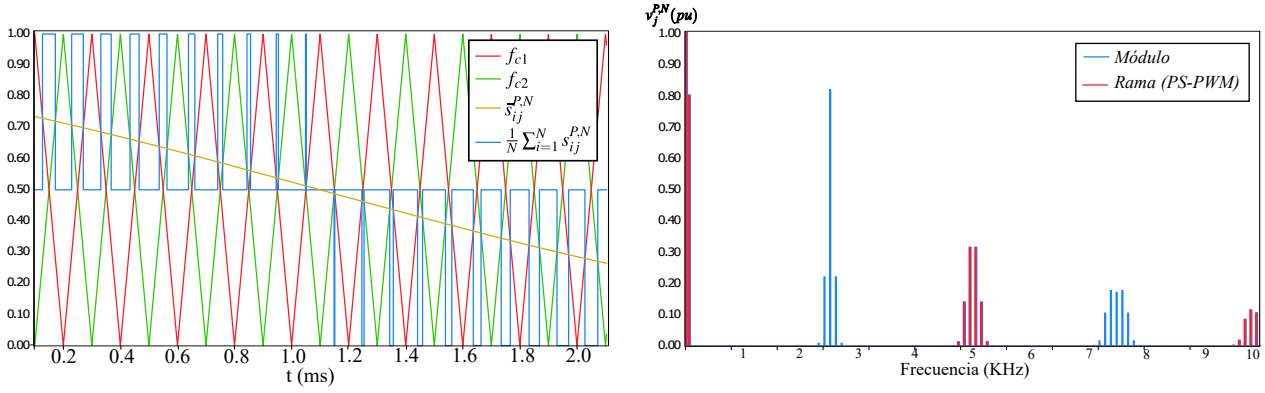 1.00
0.90
0.80
0.70
0.60
0.50
0.40
0.30
0.20
0.10
0.00
f_{c1}
f_{c2}
\bar{s}_{ij}^{P,N}
\frac{1}{N} \sum_{i=1}^{N} s_{ij}^{P,N}
0.2 0.4 0.6 0.8 1.0 1.2 1.4 1.6 1.8 2.0
t (ms)
v_j^{P,N}(pu)
1.00
0.90
0.80
0.70
0.60
0.50
0.40
0.30
0.20
0.10
0.00
Módulo
Rama (PS-PWM)
1 2 3 4 5 6 7 8 9 10
Frecuencia (KHz)